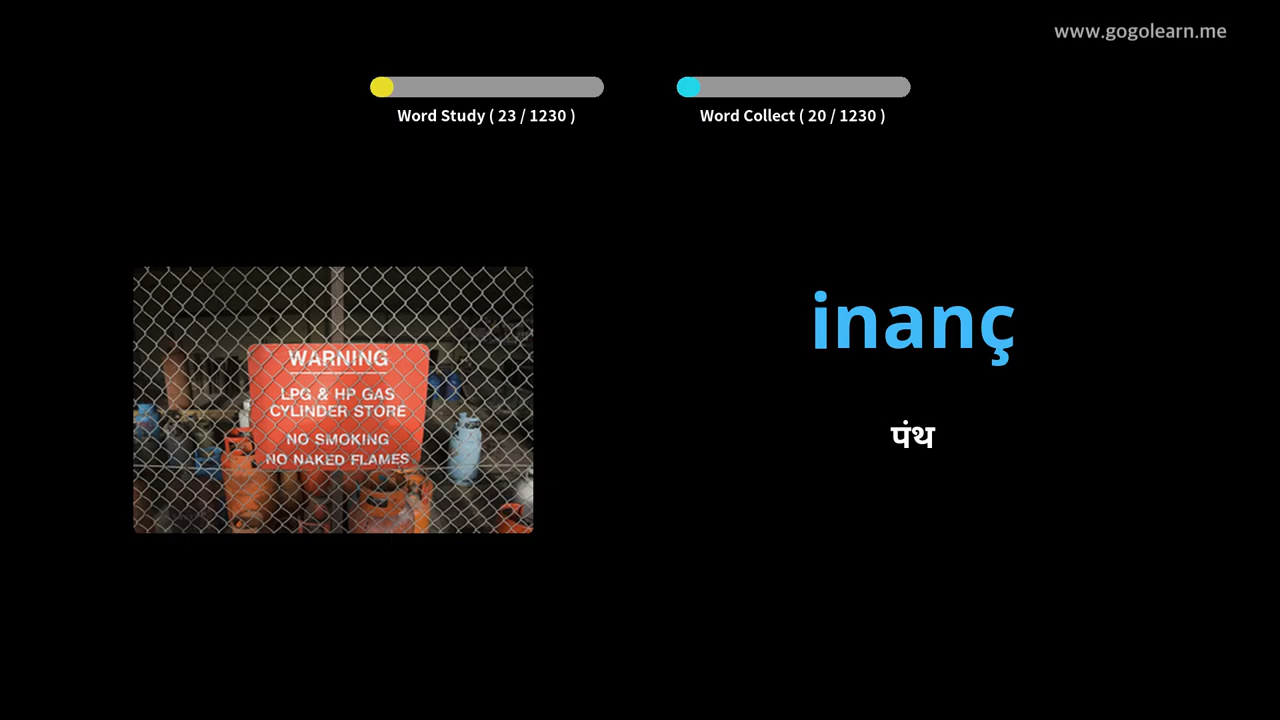 www.gogolearn.me
Word Study ( 23 / 1230 )
Word Collect ( 20 / 1230 )
WARNING
LPG & HP GAS
CYLINDER STORE
NO SMOKING
NO NAKED FLAMES
inanç
पंथ